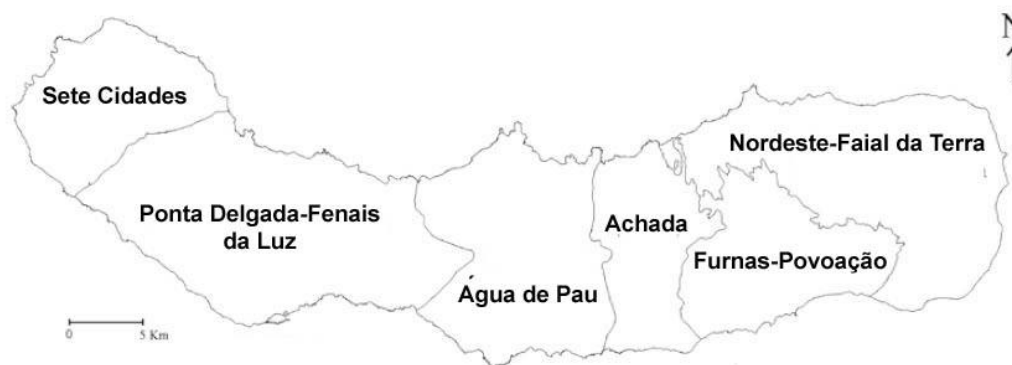 N
Sete Cidades
Nordeste-Faial da Terra
Ponta Delgada-Fenais
da Luz
Achada
Furnas-Povoação
Água de Pau
0 5 Km